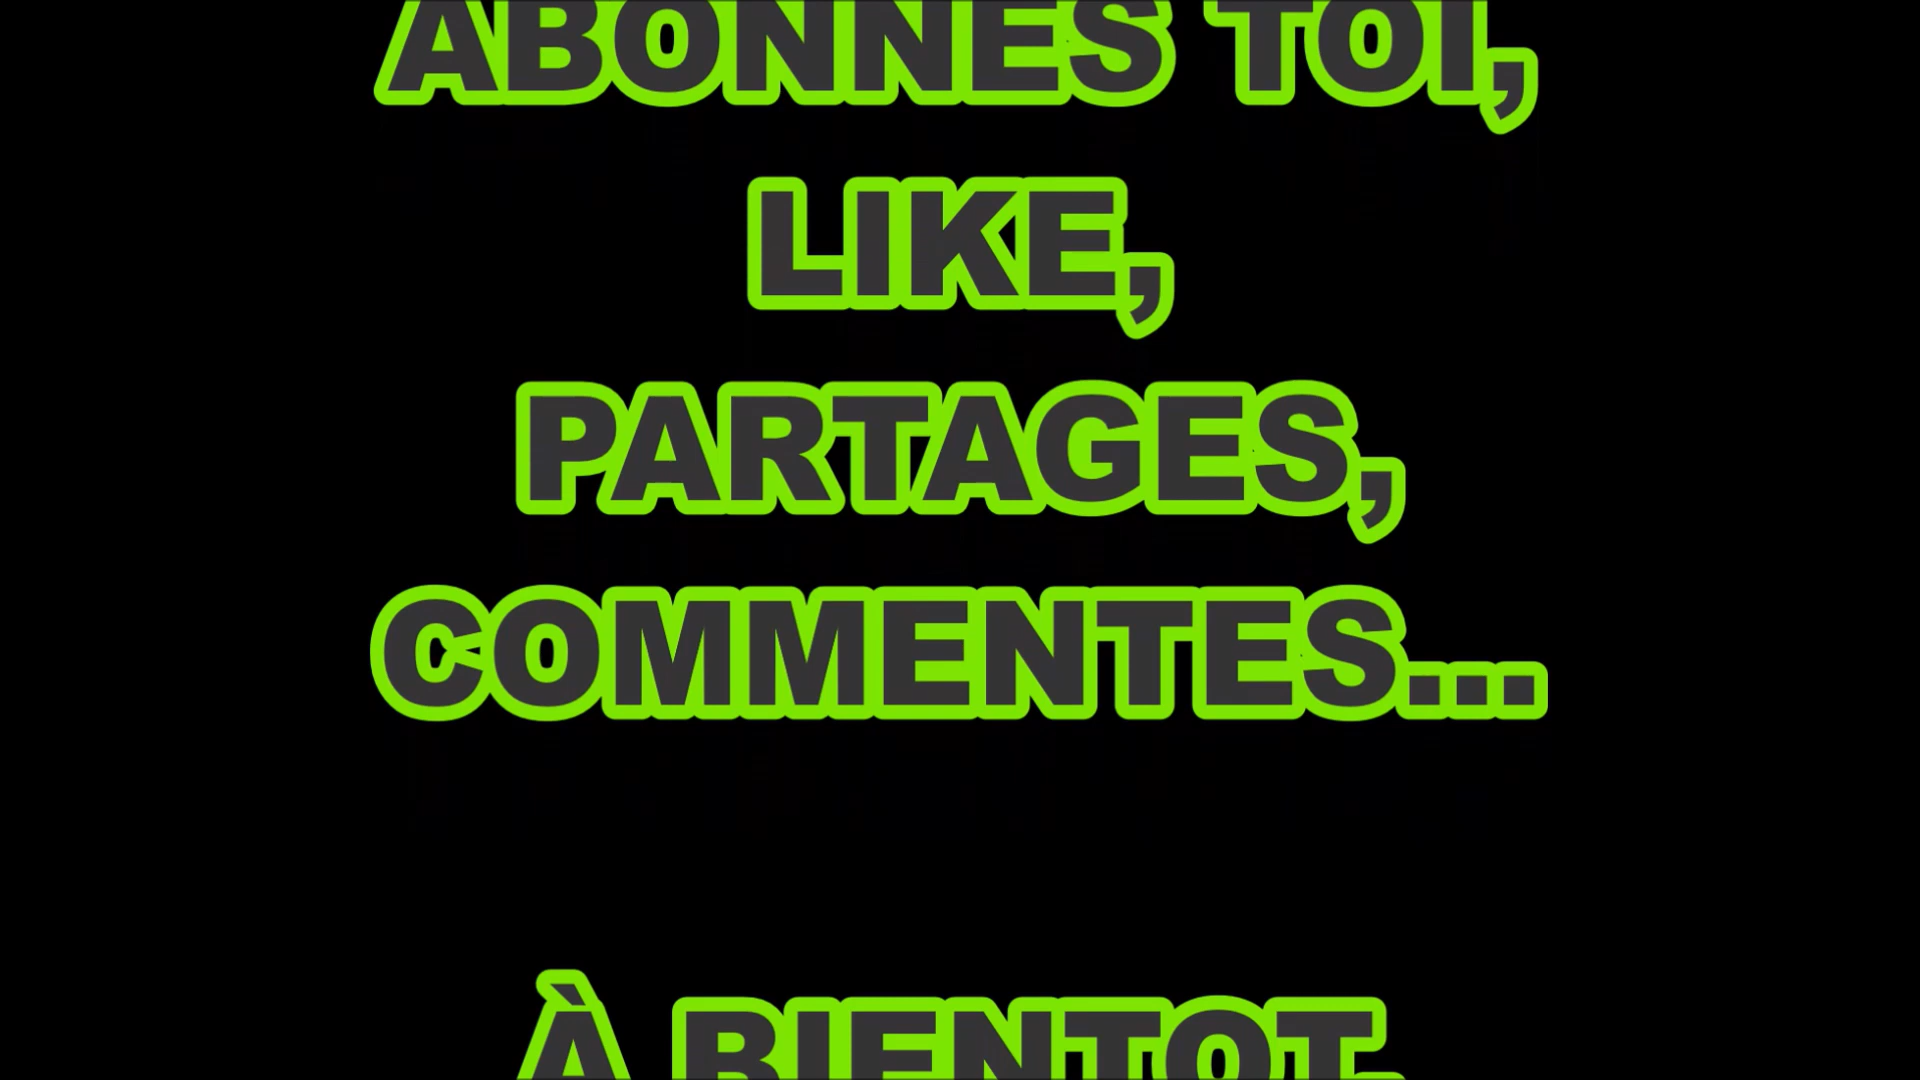 ABONNES TOI,
LIKE,
PARTAGES,
COMMENTES...
À BIENTOT